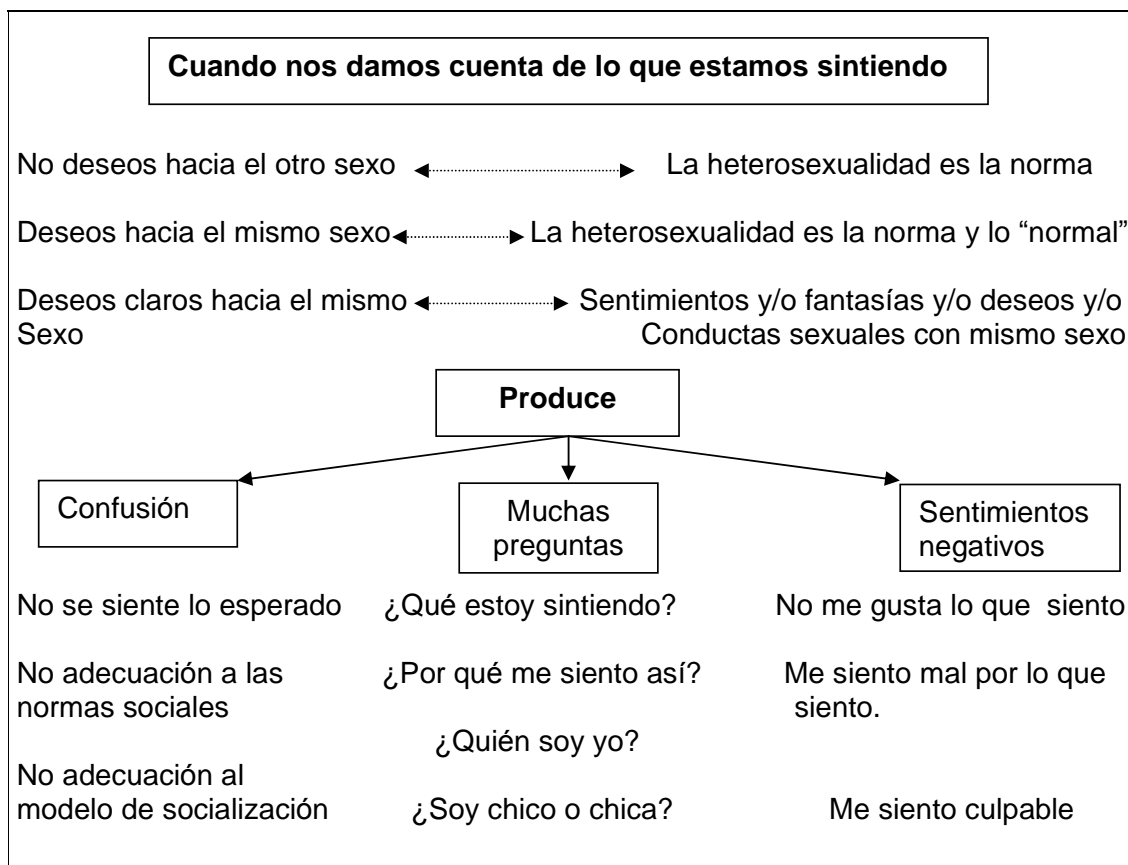 Cuando nos damos cuenta de lo que estamos sintiendo
No deseos hacia el otro sexo La heterosexualidad es la norma
Deseos hacia el mismo sexo La heterosexualidad es la norma y lo “normal”
Deseos claros hacia el mismo Sentimientos y/o fantasías y/o deseos y/o
Sexo Conductas sexuales con mismo sexo
Produce
Confusión
Muchas
preguntas
Sentimientos
negativos
No se siente lo esperado ¿Qué estoy sintiendo? No me gusta lo que siento
No adecuación a las ¿Por qué me siento así? Me siento mal por lo que
normas sociales siento.
¿Quién soy yo?
No adecuación al
modelo de socialización ¿Soy chico o chica? Me siento culpable